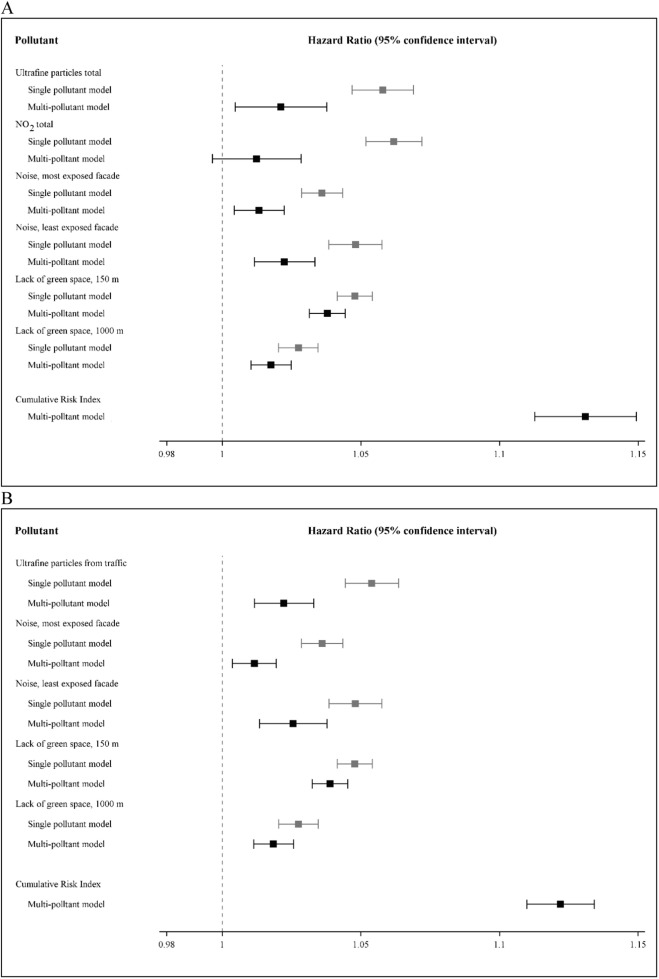 A
Pollutant Hazard Ratio (95% confidence interval)
Ultrafine particles total
Single pollutant model
Multi-pollutant model
NO2 total
Single pollutant model
Multi-polltant model
Noise, most exposed facade
Single pollutant model
Multi-polltant model
Noise, least exposed facade
Single pollutant model
Multi-polltant model
Lack of green space, 150 m
Single pollutant model
Multi-polltant model
Lack of green space, 1000 m
Single pollutant model
Multi-polltant model
Cumulative Risk Index
Multi-polltant model
0.98 1 1.05 1.1 1.15
B
Pollutant Hazard Ratio (95% confidence interval)
Ultrafine particles from traffic
Single pollutant model
Multi-pollutant model
Noise, most exposed facade
Single pollutant model
Multi-polltant model
Noise, least exposed facade
Single pollutant model
Multi-polltant model
Lack of green space, 150 m
Single pollutant model
Multi-polltant model
Lack of green space, 1000 m
Single pollutant model
Multi-polltant model
Cumulative Risk Index
Multi-polltant model
0.98 1 1.05 1.1 1.15